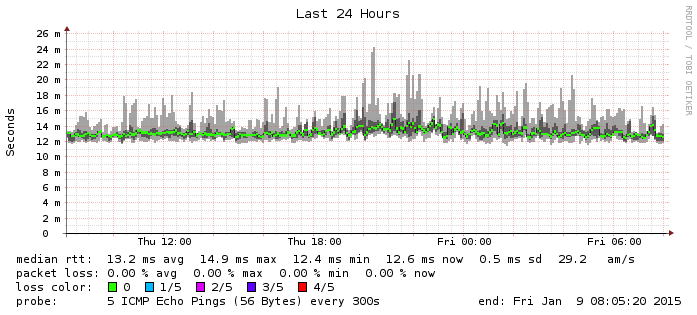 Last 24 Hours
RRDTOOL / TOBI OETIKER
Seconds
26 m
24 m
22 m
20 m
18 m
16 m
14 m
12 m
10 m
8 m
6 m
4 m
2 m
0
Thu 12:00 Thu 18:00 Fri 00:00 Fri 06:00
median rtt: 13.2 ms avg 14.9 ms max 12.4 ms min 12.6 ms now 0.5 ms sd 29.2 am/s
packet loss: 0.00 % avg 0.00 % max 0.00 % min 0.00 % now
loss color: 0 1/5 2/5 3/5 4/5
probe: 5 ICMP Echo Pings (56 Bytes) every 300s end: Fri Jan 9 08:05:20 2015